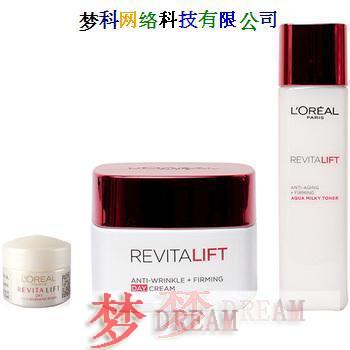 梦科网络科技有限公司
L'ORÉAL
PARIS
REVITALIFT
ANTI-AGING
+ FIRMING
AQUA MILKY TONER
L'ORÉAL
REVITALIFT
DAY
REVITALIFT
ANTI-WRINKLE + FIRMING
DAY CREAM
梦 DREAM 梦 DREAM